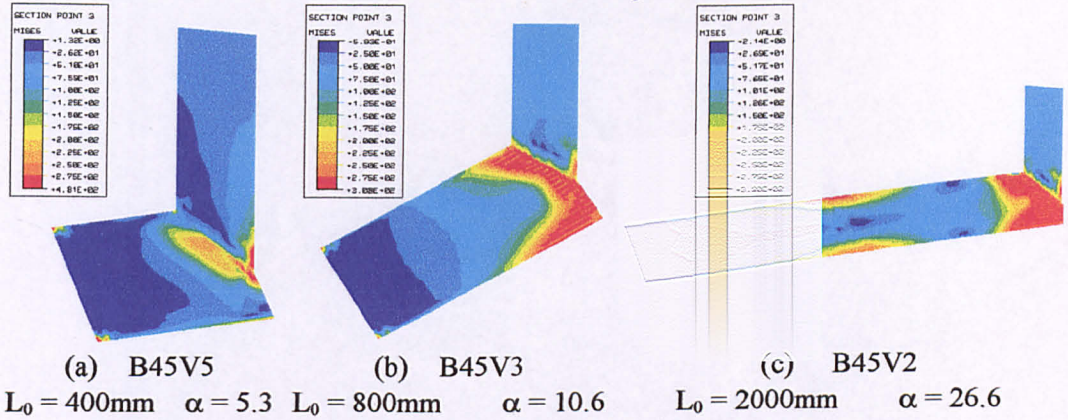 SECTION POINT 3
MISES VALUE
+1.32E+00
+2.62E+01
+5.10E+01
+7.59E+01
+1.00E+02
+1.25E+02
+1.50E+02
+1.75E+02
+2.00E+02
+2.25E+02
+2.50E+02
+2.75E+02
+4.81E+02
SECTION POINT 3
MISES VALUE
+2.50E+01
+5.00E+01
+7.50E+01
+1.00E+02
+1.25E+02
+1.50E+02
+1.75E+02
+2.00E+02
+2.25E+02
+2.50E+02
+2.75E+02
+3.00E+02
SECTION POINT 3
MISES VALUE
+2.14E+00
+2.69E+01
+5.17E+01
+7.65E+01
+1.01E+02
+1.26E+02
+1.50E+02
(a) B45V5
L₀ = 400mm α = 5.3
(b) B45V3
L₀ = 800mm α = 10.6
(c) B45V2
L₀ = 2000mm α = 26.6